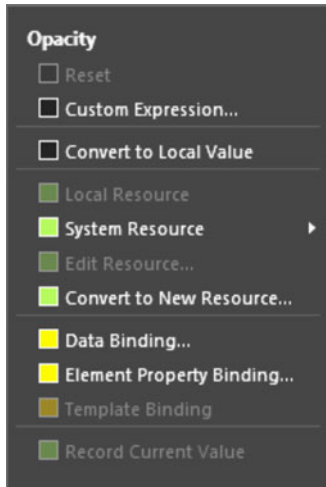 Opacity
Reset
Custom Expression...
Convert to Local Value
Local Resource
System Resource
Edit Resource...
Convert to New Resource...
Data Binding...
Element Property Binding...
Template Binding
Record Current Value